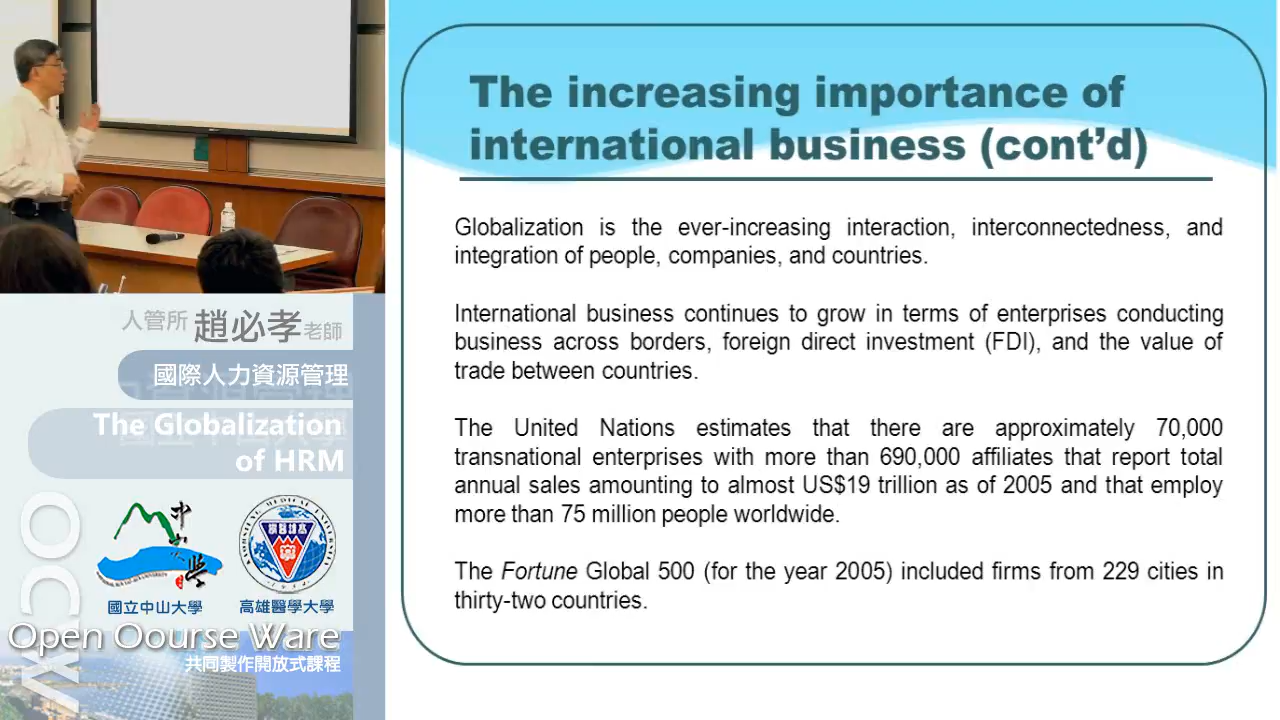 The increasing importance of
international business (cont'd)
Globalization is the ever-increasing interaction, interconnectedness, and
integration of people, companies, and countries.
International business continues to grow in terms of enterprises conducting
business across borders, foreign direct investment (FDI), and the value of
trade between countries.
The United Nations estimates that there are approximately 70,000
transnational enterprises with more than 690,000 affiliates that report total
annual sales amounting to almost US$19 trillion as of 2005 and that employ
more than 75 million people worldwide.
The Fortune Global 500 (for the year 2005) included firms from 229 cities in
thirty-two countries.
人管所 趙必孝老師
國際人力資源管理
The Globalization
of HRM
OCW
中山大學
國立中山大學
高雄醫學大學
Open Oourse Ware
共同製作開放式課程